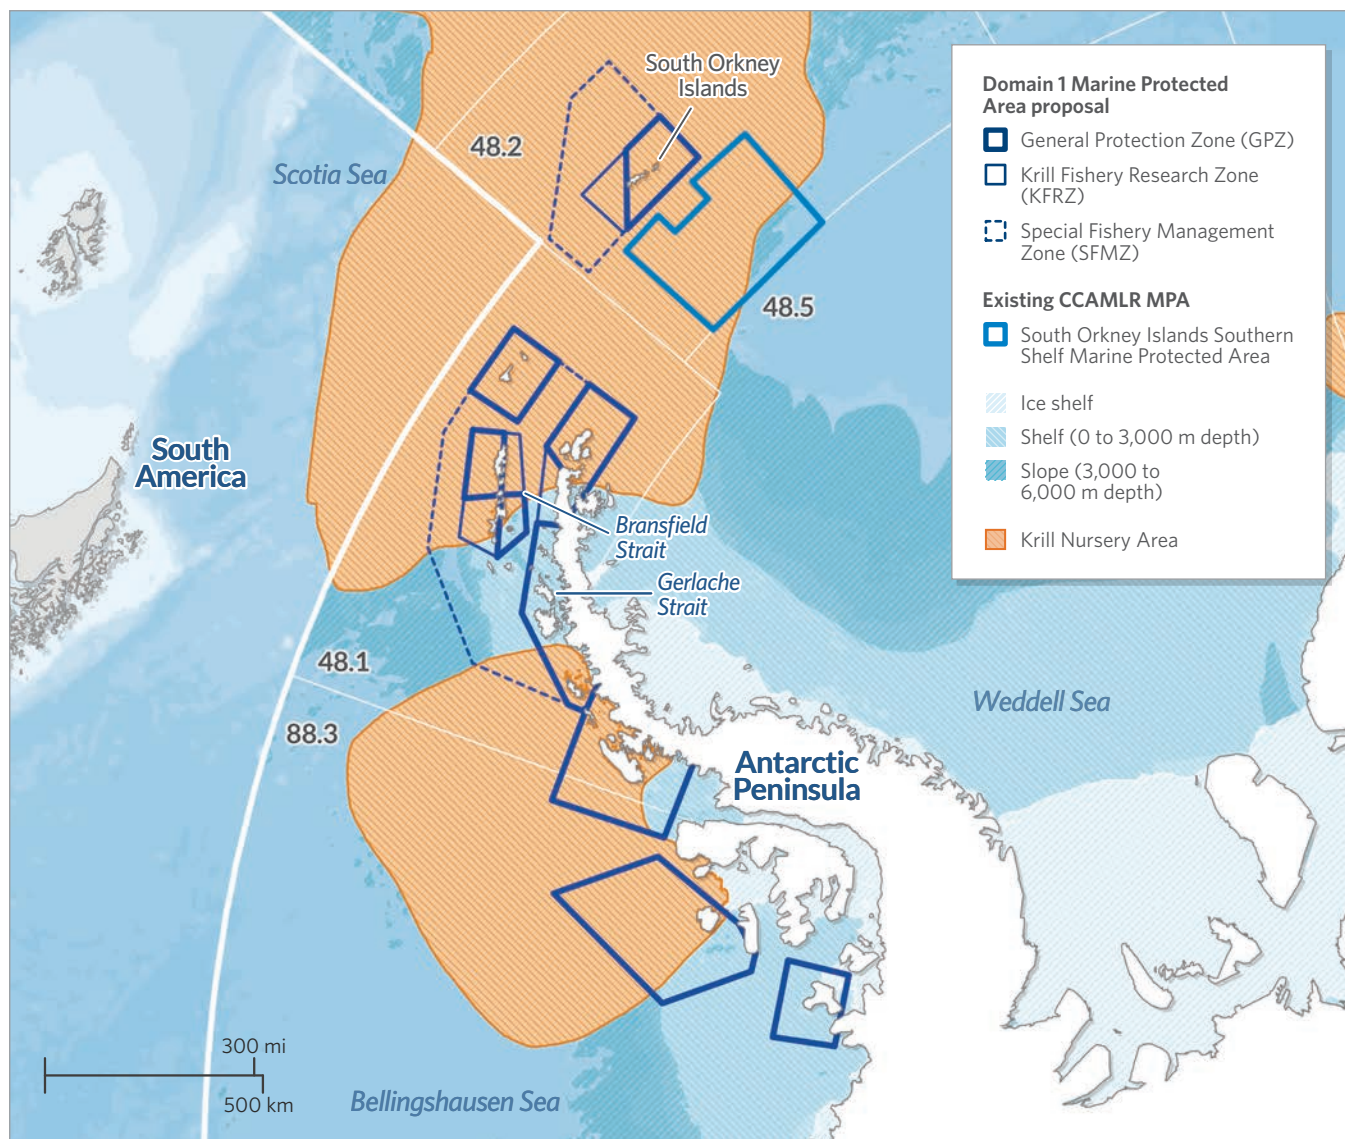 South Orkney
Islands
48.2
Scotia Sea
48.5
South
America
Bransfield
Strait
Gerlache
Strait
48.1
88.3
Weddell Sea
Antarctic
Peninsula
300 mi
500 km
Bellingshausen Sea
Domain 1 Marine Protected
Area proposal
General Protection Zone (GPZ)
Krill Fishery Research Zone
(KFRZ)
Special Fishery Management
Zone (SFMZ)
Existing CCAMLR MPA
South Orkney Islands Southern
Shelf Marine Protected Area
Ice shelf
Shelf (0 to 3,000 m depth)
Slope (3,000 to
6,000 m depth)
Krill Nursery Area